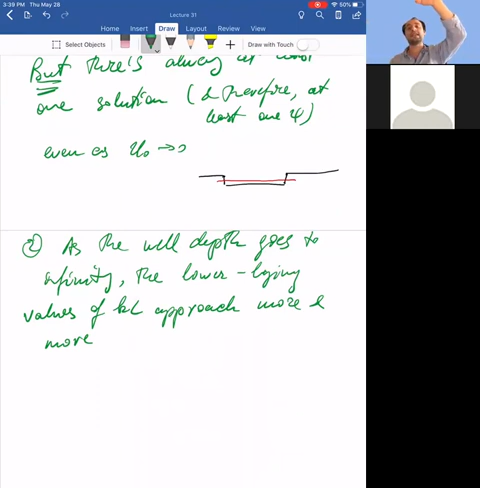 3:39 PM Thu May 28
50%
Lecture 31
Home Insert Draw Layout Review View
Select Objects
Draw with Touch
But there's always at least
one solution (& therefore, at
least one ψ)
even as U₀ →
② As the well depth goes to
infinity, the lower-lying
values of kL approach more &
more